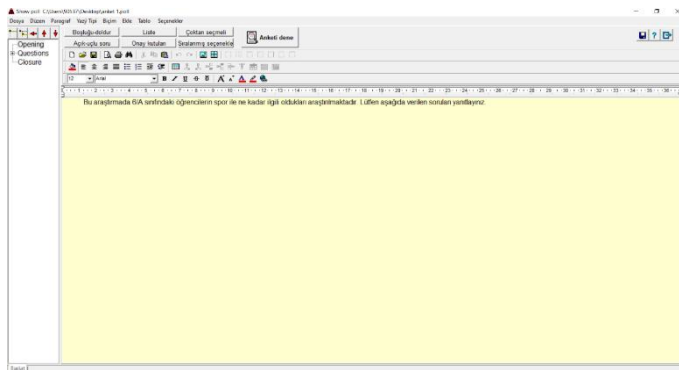 Dosya Düzen Paragraf Yazı Tipi Biçim Ekle Tablo Seçenekler
Boşluğu-doldur Liste Çoktan seçmeli
Açık-uçlu soru Onay kutuları Sıralanmış seçenekle
Anketi dene
Opening
Questions
Closure
12 Arial
Bu araştırmada 6/A sınıfındaki öğrencilerin spor ile ne kadar ilgili oldukları araştırılmaktadır. Lütfen aşağıda verilen soruları yanıtlayınız.